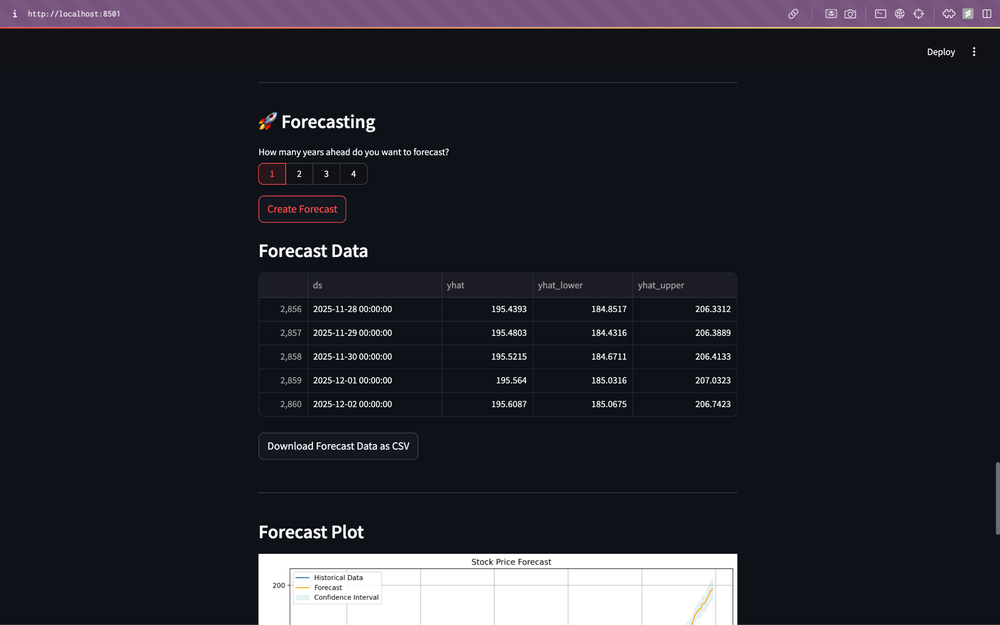 i http://localhost:8501
Deploy
🚀 Forecasting
How many years ahead do you want to forecast?
1 2 3 4
Create Forecast
Forecast Data
ds yhat yhat_lower yhat_upper
2,856 2025-11-28 00:00:00 195.4393 184.8517 206.3312
2,857 2025-11-29 00:00:00 195.4803 184.4316 206.3889
2,858 2025-11-30 00:00:00 195.5215 184.6711 206.4133
2,859 2025-12-01 00:00:00 195.564 185.0316 207.0323
2,860 2025-12-02 00:00:00 195.6087 185.0675 206.7423
Download Forecast Data as CSV
Forecast Plot
Stock Price Forecast
Historical Data
200 Forecast
Confidence Interval